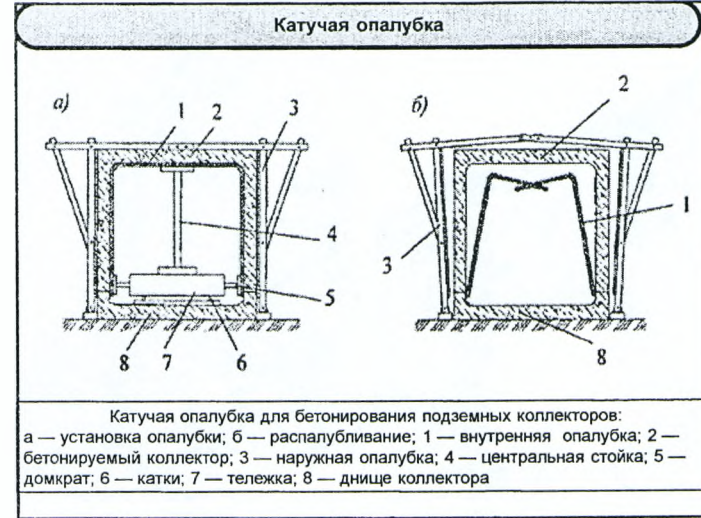 Катучая опалубка
а) б)
1 2 3 2
4 1
3
5
8 7 6 8
Катучая опалубка для бетонирования подземных коллекторов:
а — установка опалубки; б — распалубливание; 1 — внутренняя опалубка; 2 —
бетонируемый коллектор; 3 — наружная опалубка; 4 — центральная стойка; 5 —
домкрат; 6 — катки; 7 — тележка; 8 — днище коллектора